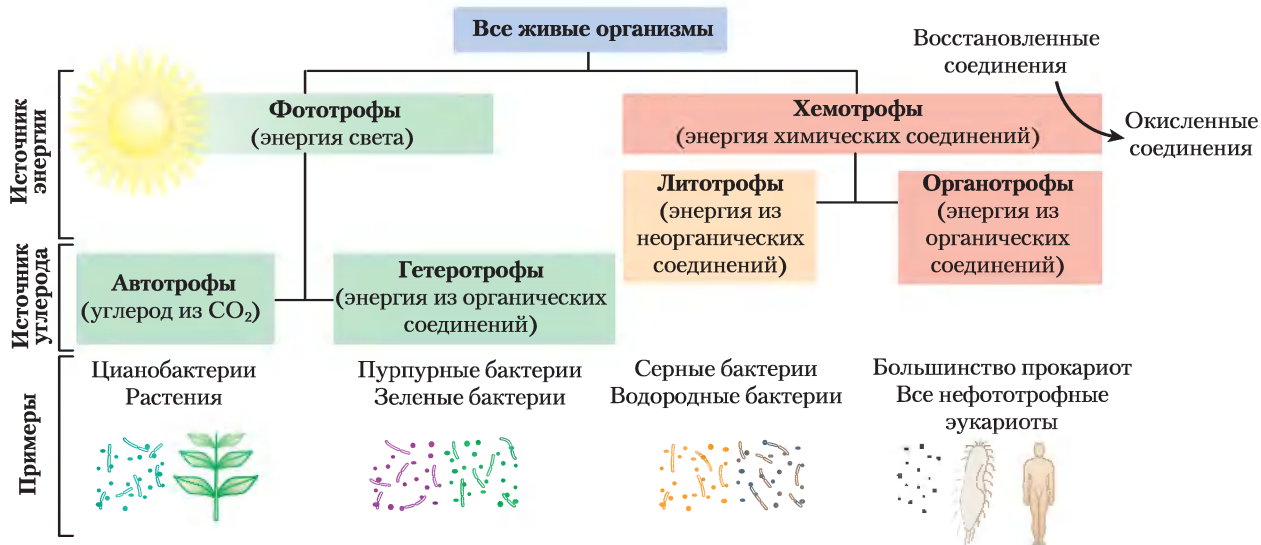 Все живые организмы
Восстановленные
соединения
Окисленные
соединения
Источник
энергии
Фототрофы
(энергия света)
Хемотрофы
(энергия химических соединений)
Литотрофы
(энергия из
неорганических
соединений)
Органотрофы
(энергия из
органических
соединений)
Источник
углерода
Автотрофы
(углерод из CO₂)
Гетеротрофы
(энергия из органических
соединений)
Примеры
Цианобактерии
Растения
Пурпурные бактерии
Зеленые бактерии
Серные бактерии
Водородные бактерии
Большинство прокариот
Все нефототрофные
эукариоты